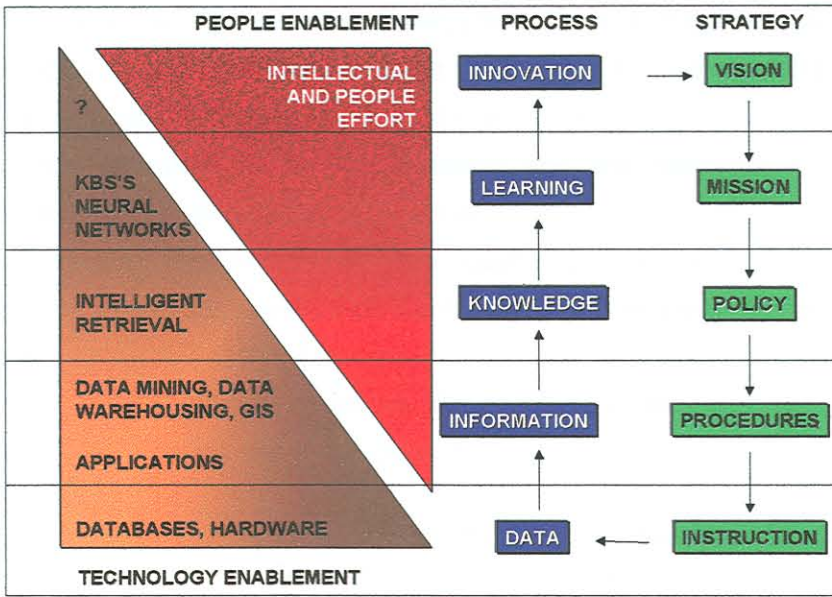 PEOPLE ENABLEMENT PROCESS STRATEGY
INTELLECTUAL
AND PEOPLE
EFFORT
INNOVATION
VISION
?
KBS'S
NEURAL
NETWORKS
LEARNING
MISSION
INTELLIGENT
RETRIEVAL
KNOWLEDGE
POLICY
DATA MINING, DATA
WAREHOUSING, GIS
APPLICATIONS
INFORMATION
PROCEDURES
DATABASES, HARDWARE
DATA
INSTRUCTION
TECHNOLOGY ENABLEMENT